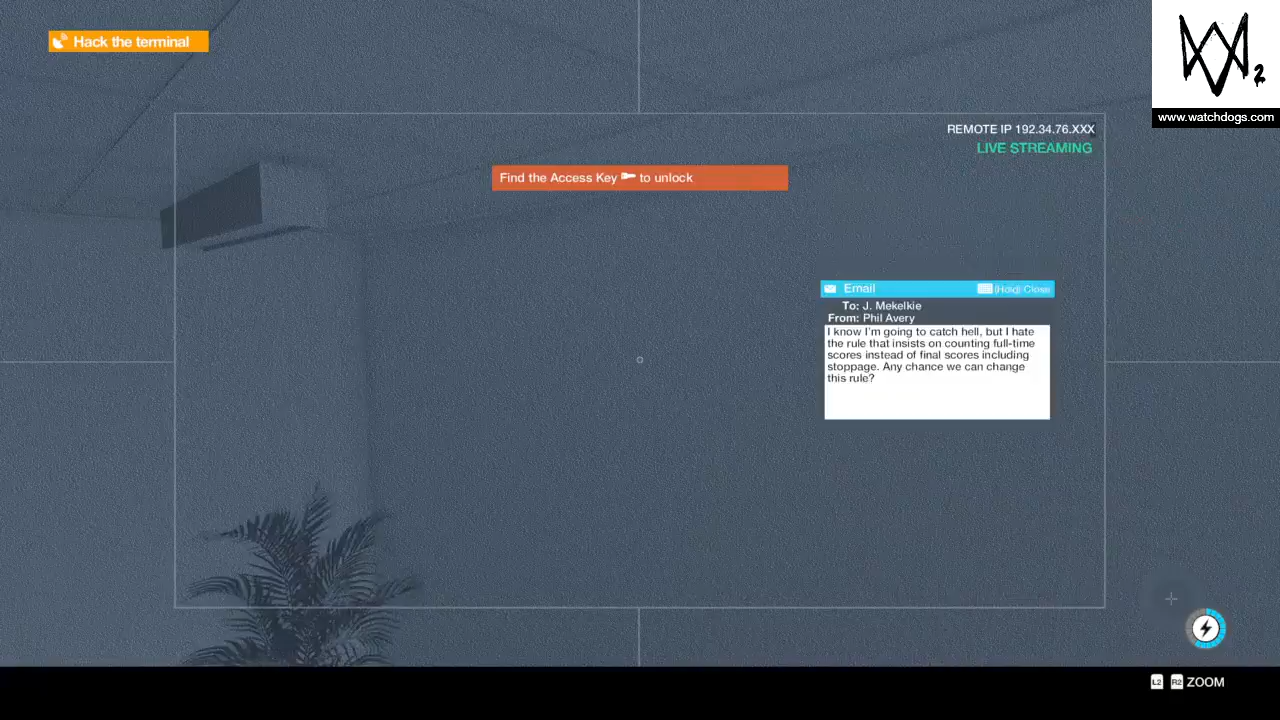 Hack the terminal
2
www.watchdogs.com
REMOTE IP 192.34.76.XXX
LIVE STREAMING
Find the Access Key to unlock
Email (Hold) Close
To: J. Mekelkie
From: Phil Avery
I know I'm going to catch hell, but I hate
the rule that insists on counting full-time
scores instead of final scores including
stoppage. Any chance we can change
this rule?
L2 R2 ZOOM